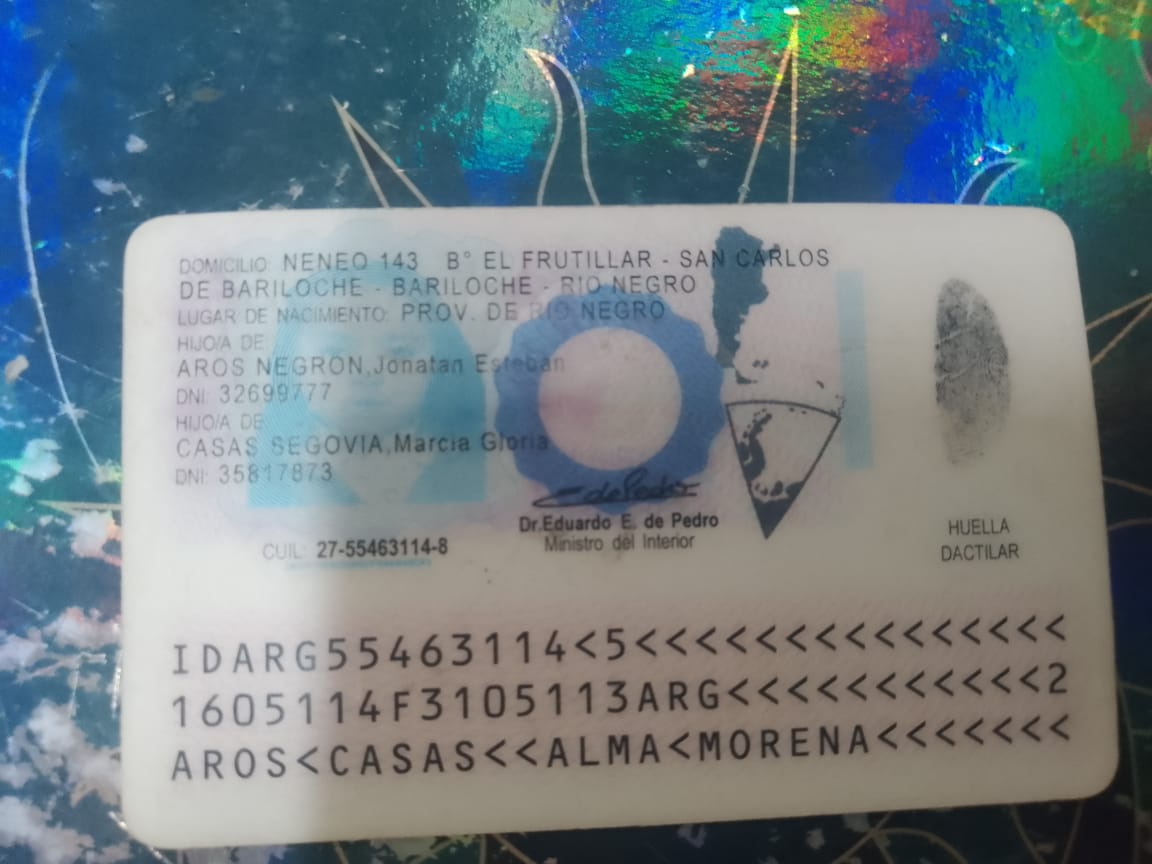 DOMICILIO: NENEO 143 B° EL FRUTILLAR - SAN CARLOS
DE BARILOCHE - BARILOCHE - RIO NEGRO
LUGAR DE NACIMIENTO: PROV. DE RIO NEGRO
HIJO/A DE:
AROS NEGRON,Jonatan Esteban
DNI: 32699777
HIJO/A DE:
CASAS SEGOVIA,Marcia Gloria
DNI: 35817873
CUIL: 27-55463114-8
EdePedro
Dr.Eduardo E. de Pedro
Ministro del Interior
HUELLA
DACTILAR
IDARG55463114<5<<<<<<<<<<<<<<<
1605114F3105113ARG<<<<<<<<<<<2
AROS<CASAS<<ALMA<MORENA<<<<<<<